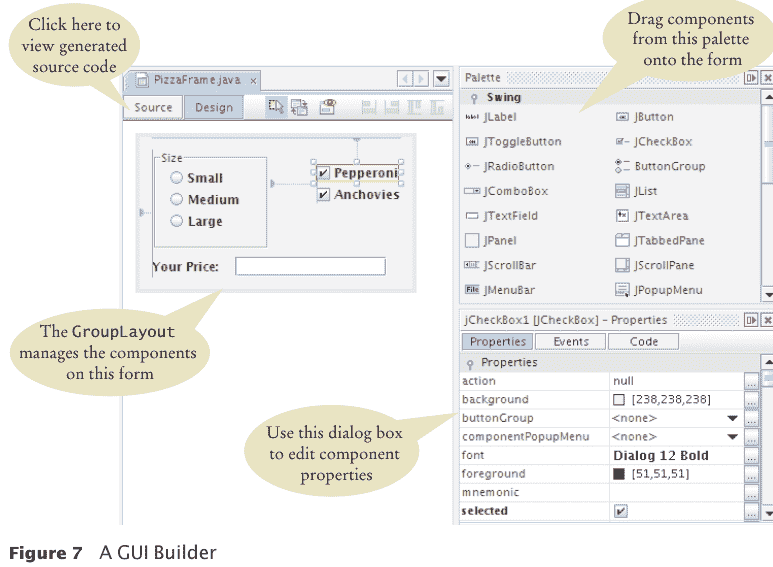 Click here to
view generated
source code
Drag components
from this palette
onto the form
PizzaFrame.java
Source Design
Size
Small
Medium
Large
Pepperoni
Anchovies
Your Price:
Palette
Swing
JLabel JButton
JToggleButton JCheckBox
JRadioButton ButtonGroup
JComboBox JList
JTextField JTextArea
JPanel JTabbedPane
JScrollBar JScrollPane
JMenuBar JPopupMenu
The GroupLayout
manages the components
on this form
Use this dialog box
to edit component
properties
jCheckBox1 [JCheckBox] - Properties
Properties Events Code
Properties
action null
background [238,238,238]
buttonGroup <none>
componentPopupMenu <none>
font Dialog 12 Bold
foreground [51,51,51]
mnemonic
selected
Figure 7 A GUI Builder